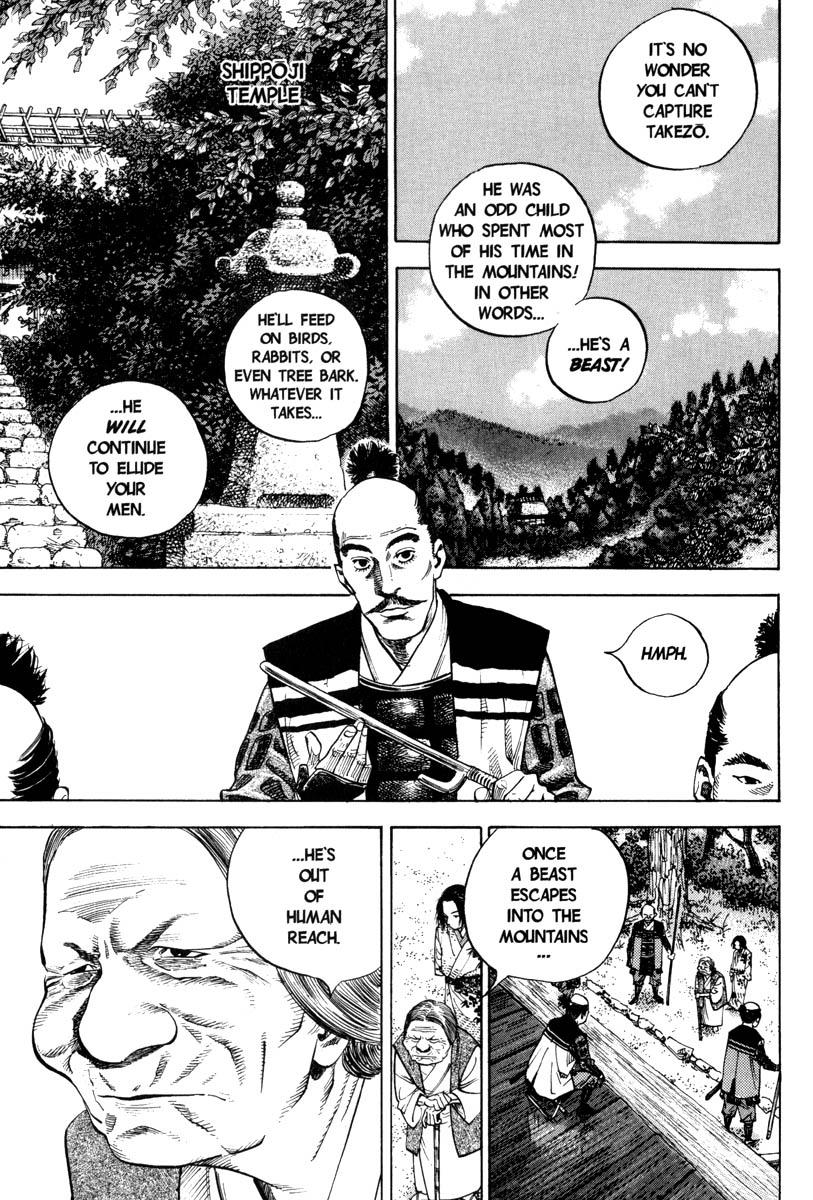 IT'S NO
WONDER
YOU CAN'T
CAPTURE
TAKEZŌ.
HE WAS
AN ODD CHILD
WHO SPENT MOST
OF HIS TIME IN
THE MOUNTAINS!
IN OTHER
WORDS...
...HE'S A
BEAST!
SHIPPŌJI
TEMPLE
HE'LL FEED
ON BIRDS,
RABBITS, OR
EVEN TREE BARK.
WHATEVER IT
TAKES...
...HE
WILL
CONTINUE
TO ELUDE
YOUR
MEN.
HMPH.
ONCE
A BEAST
ESCAPES
INTO THE
MOUNTAINS
...
...HE'S
OUT
OF
HUMAN
REACH.